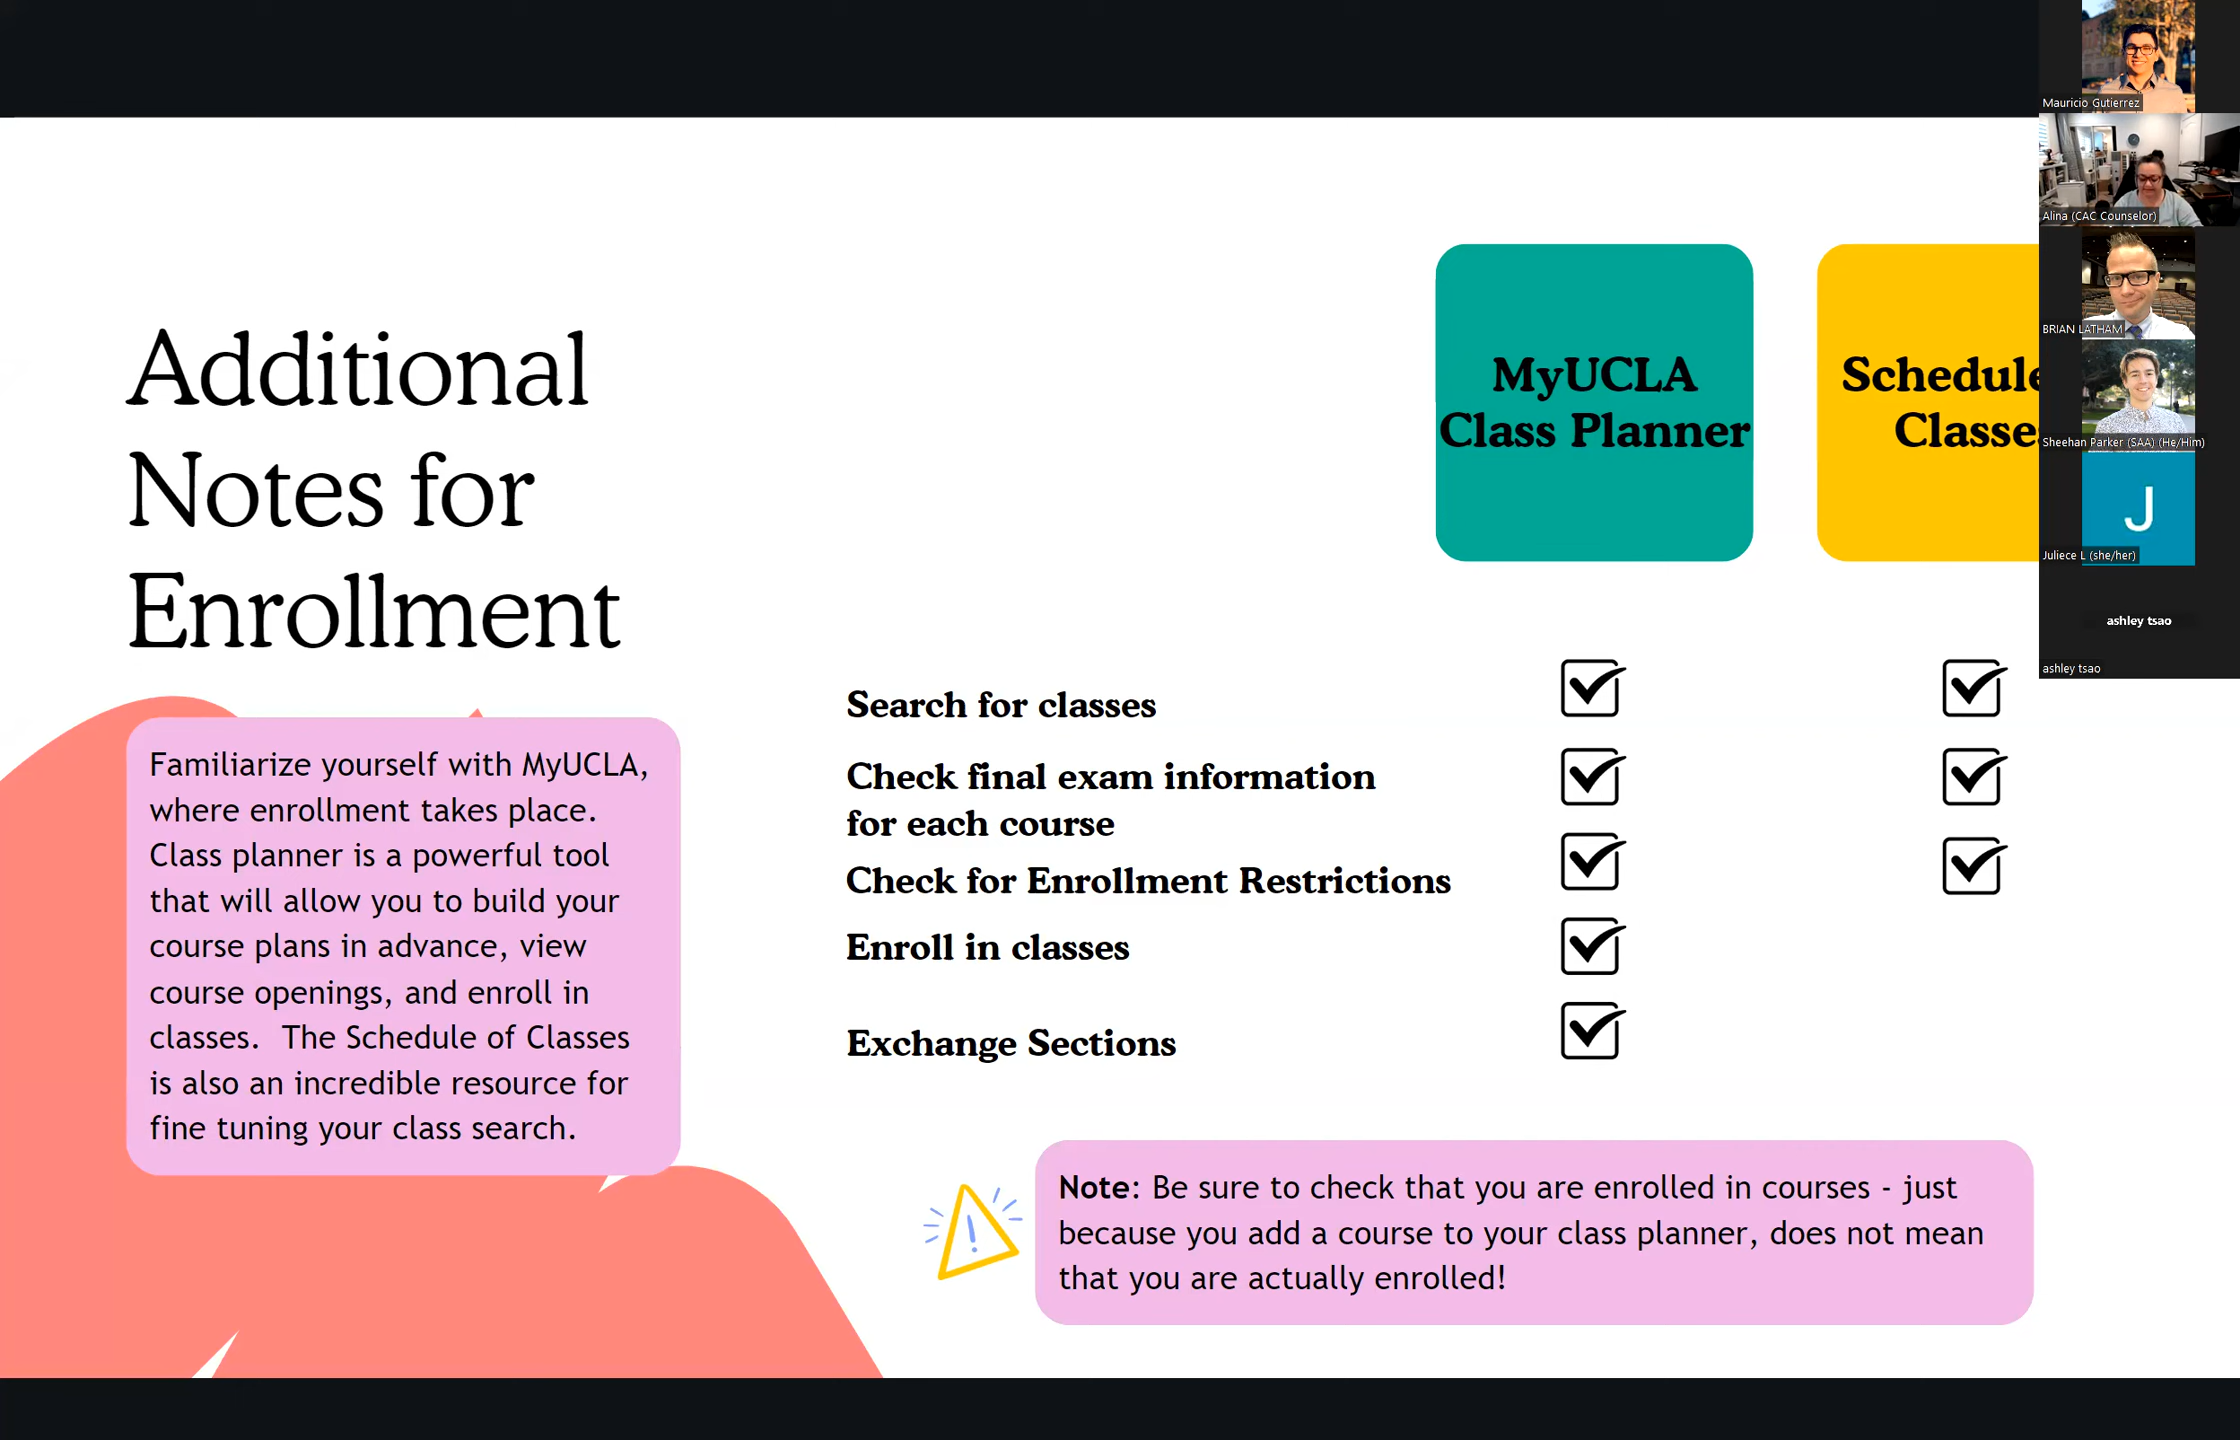 Additional
Notes for
Enrollment
Familiarize yourself with MyUCLA,
where enrollment takes place.
Class planner is a powerful tool
that will allow you to build your
course plans in advance, view
course openings, and enroll in
classes.  The Schedule of Classes
is also an incredible resource for
fine tuning your class search.
MyUCLA
Class Planner
Schedule
Classes
Search for classes
Check final exam information
for each course
Check for Enrollment Restrictions
Enroll in classes
Exchange Sections
Note: Be sure to check that you are enrolled in courses - just
because you add a course to your class planner, does not mean
that you are actually enrolled!
Mauricio Gutierrez
Alina (CAC Counselor)
BRIAN LATHAM
Sheehan Parker (SAA) (He/Him)
J
Juliece L (she/her)
ashley tsao
ashley tsao